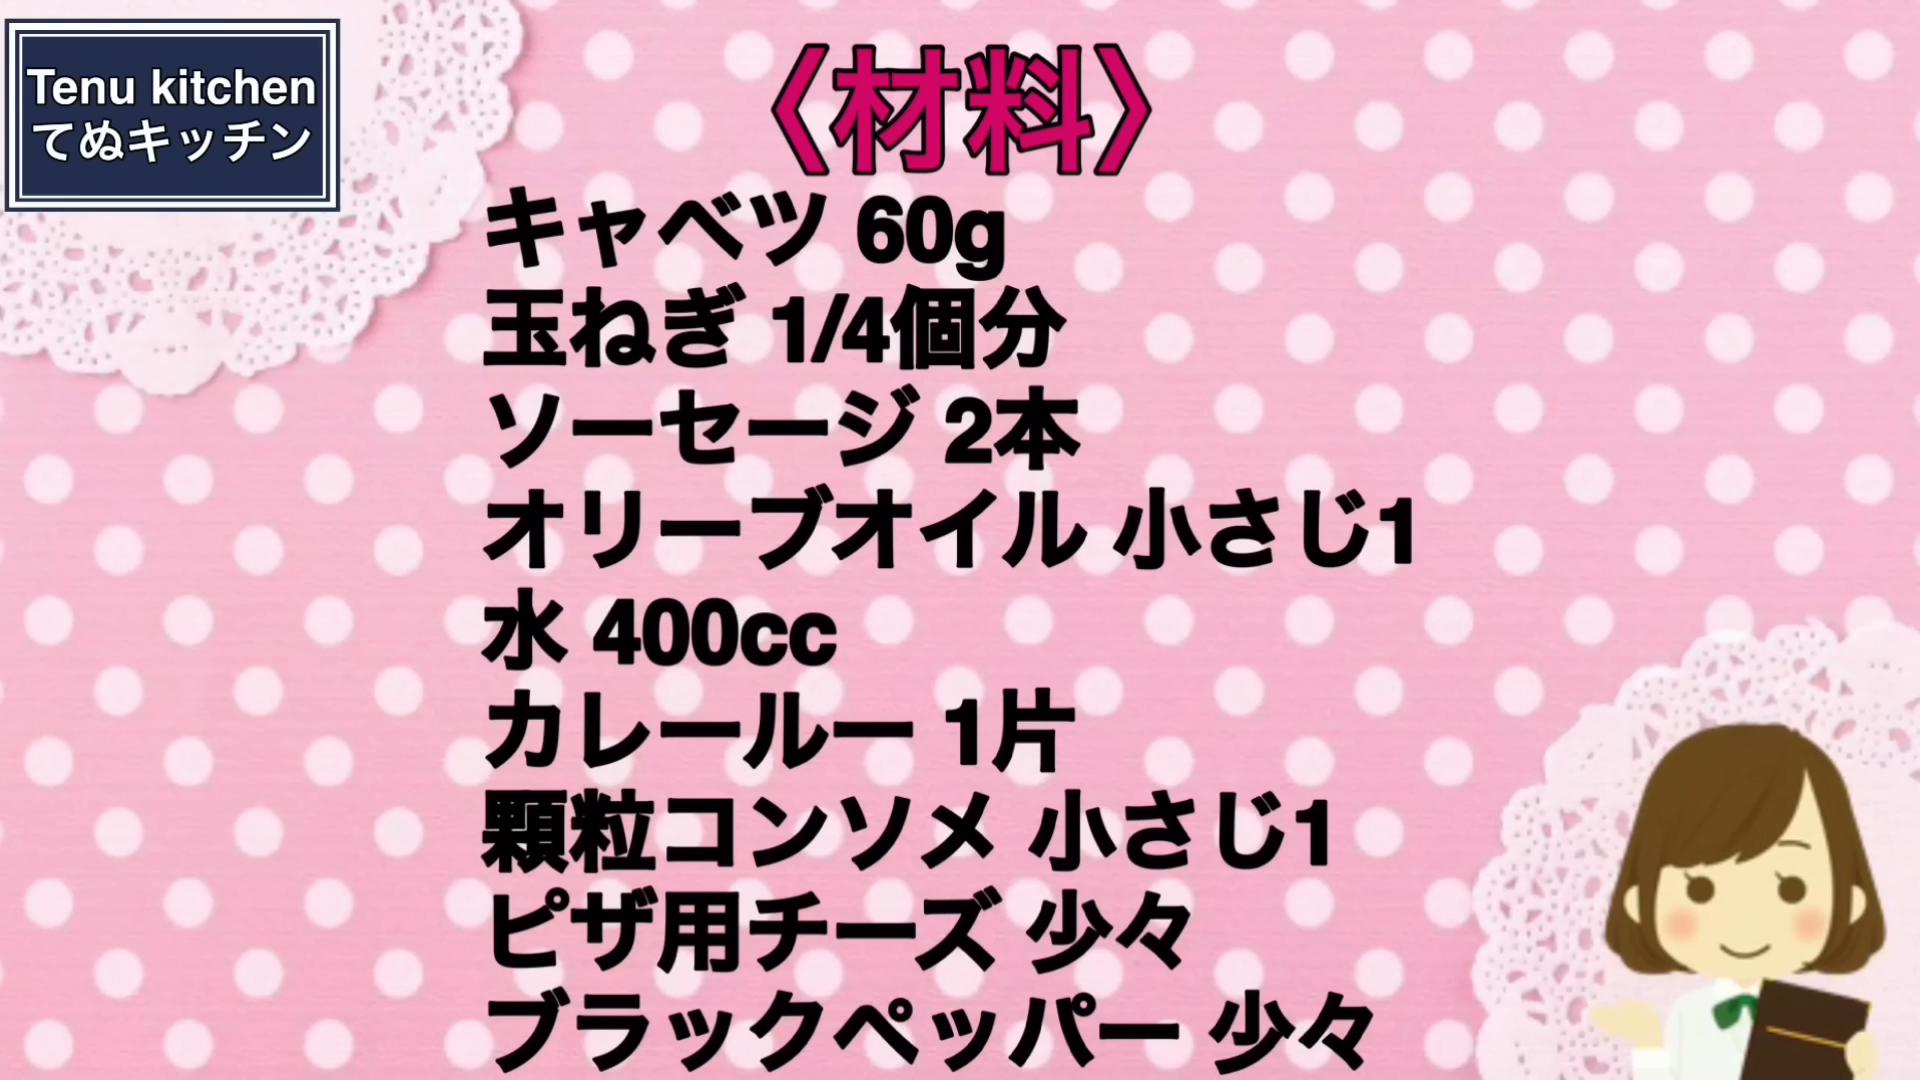 Tenu kitchen
てぬキッチン
〈材料〉
キャベツ 60g
玉ねぎ 1/4個分
ソーセージ 2本
オリーブオイル 小さじ1
水 400cc
カレールー 1片
顆粒コンソメ 小さじ1
ピザ用チーズ 少々
ブラックペッパー 少々